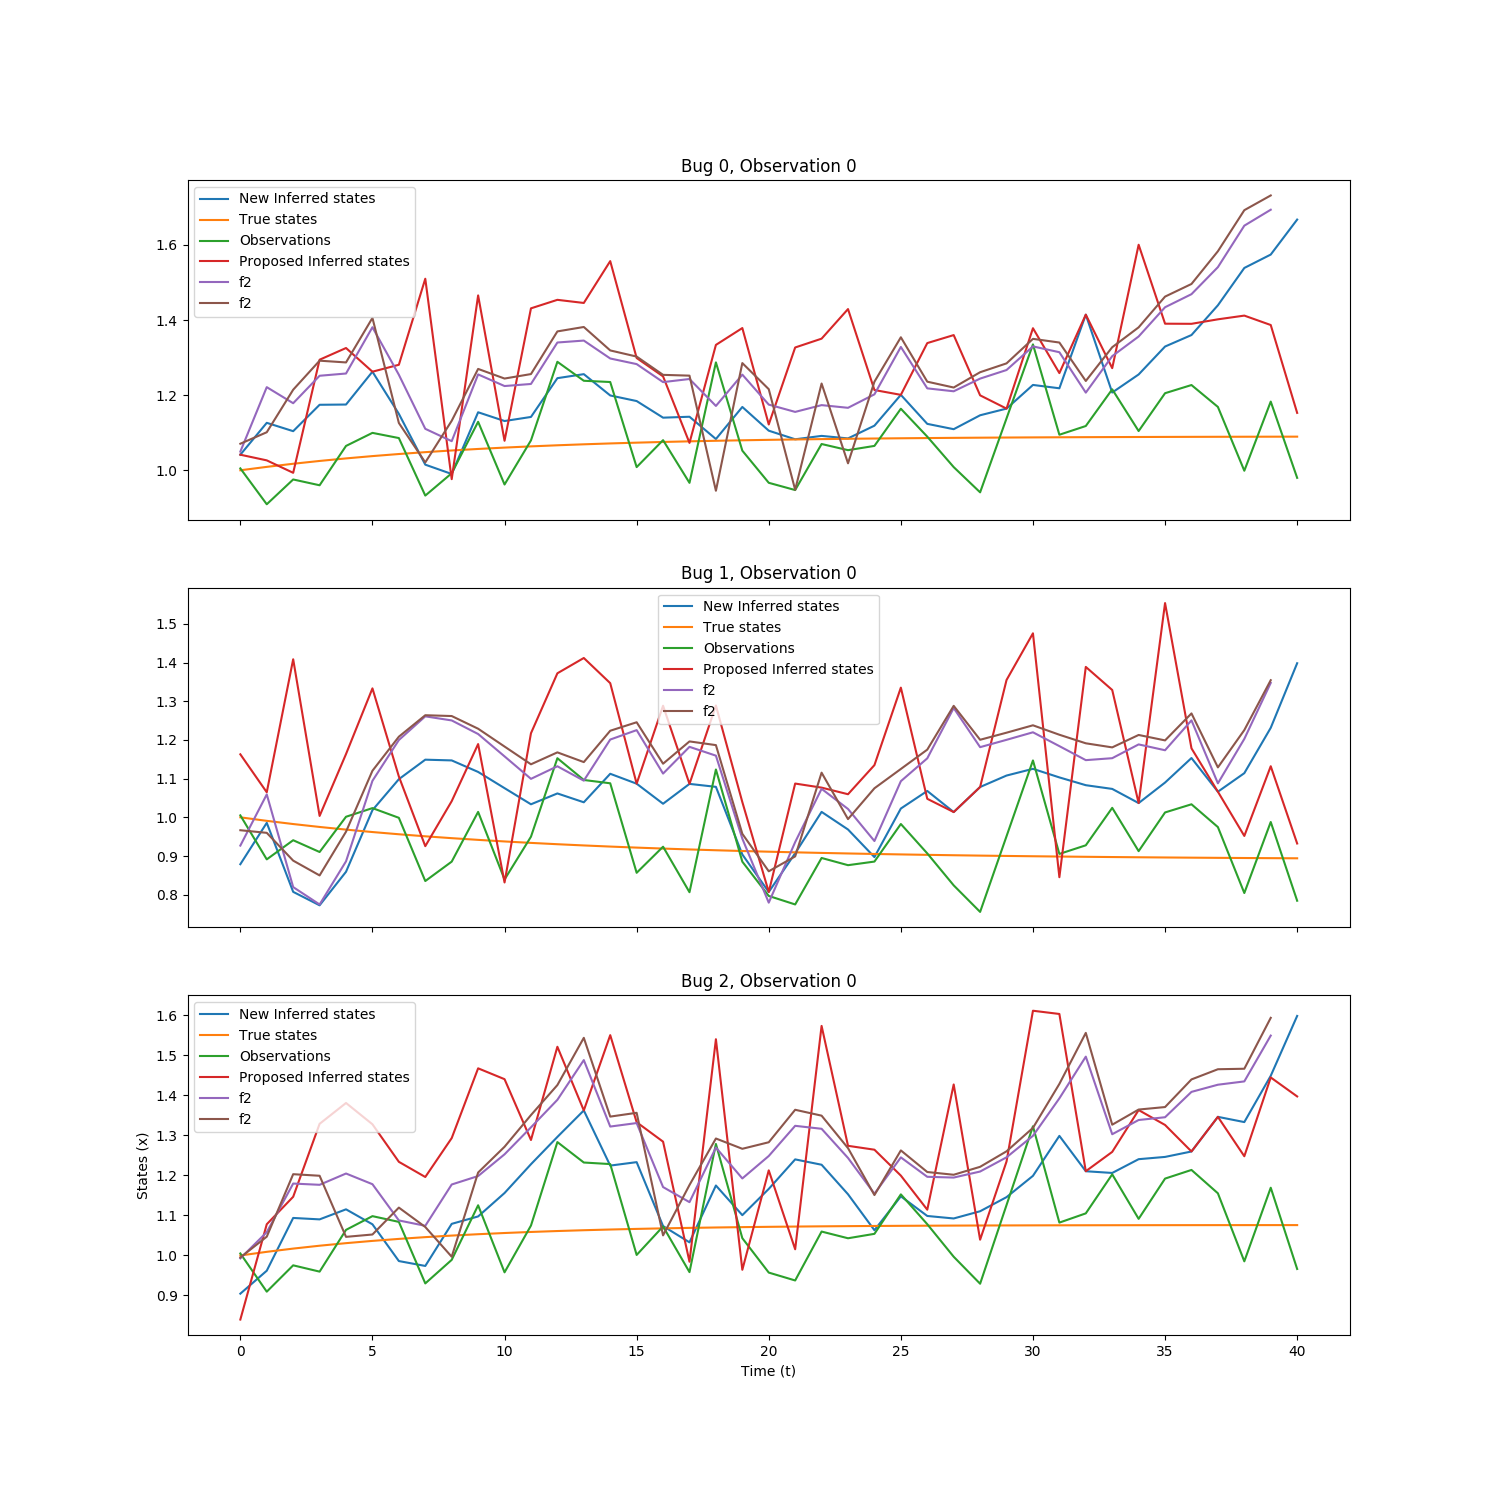 Bug 0, Observation 0
New Inferred states
True states
Observations
Proposed Inferred states
f2
f2
1.6
1.4
1.2
1.0
Bug 1, Observation 0
New Inferred states
True states
Observations
Proposed Inferred states
f2
f2
1.5
1.4
1.3
1.2
1.1
1.0
0.9
0.8
Bug 2, Observation 0
New Inferred states
True states
Observations
Proposed Inferred states
f2
f2
1.6
1.5
1.4
1.3
1.2
1.1
1.0
0.9
States (x)
0 5 10 15 20 25 30 35 40
Time (t)